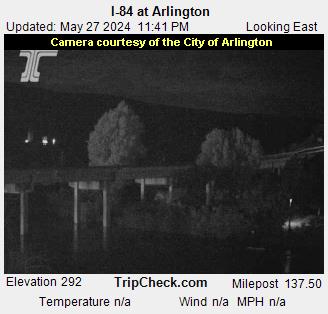 I-84 at Arlington
Updated: May 27 2024 11:41 PM Looking East
Camera courtesy of the City of Arlington
Elevation 292 TripCheck.com Milepost 137.50
Temperature n/a Wind n/a MPH n/a